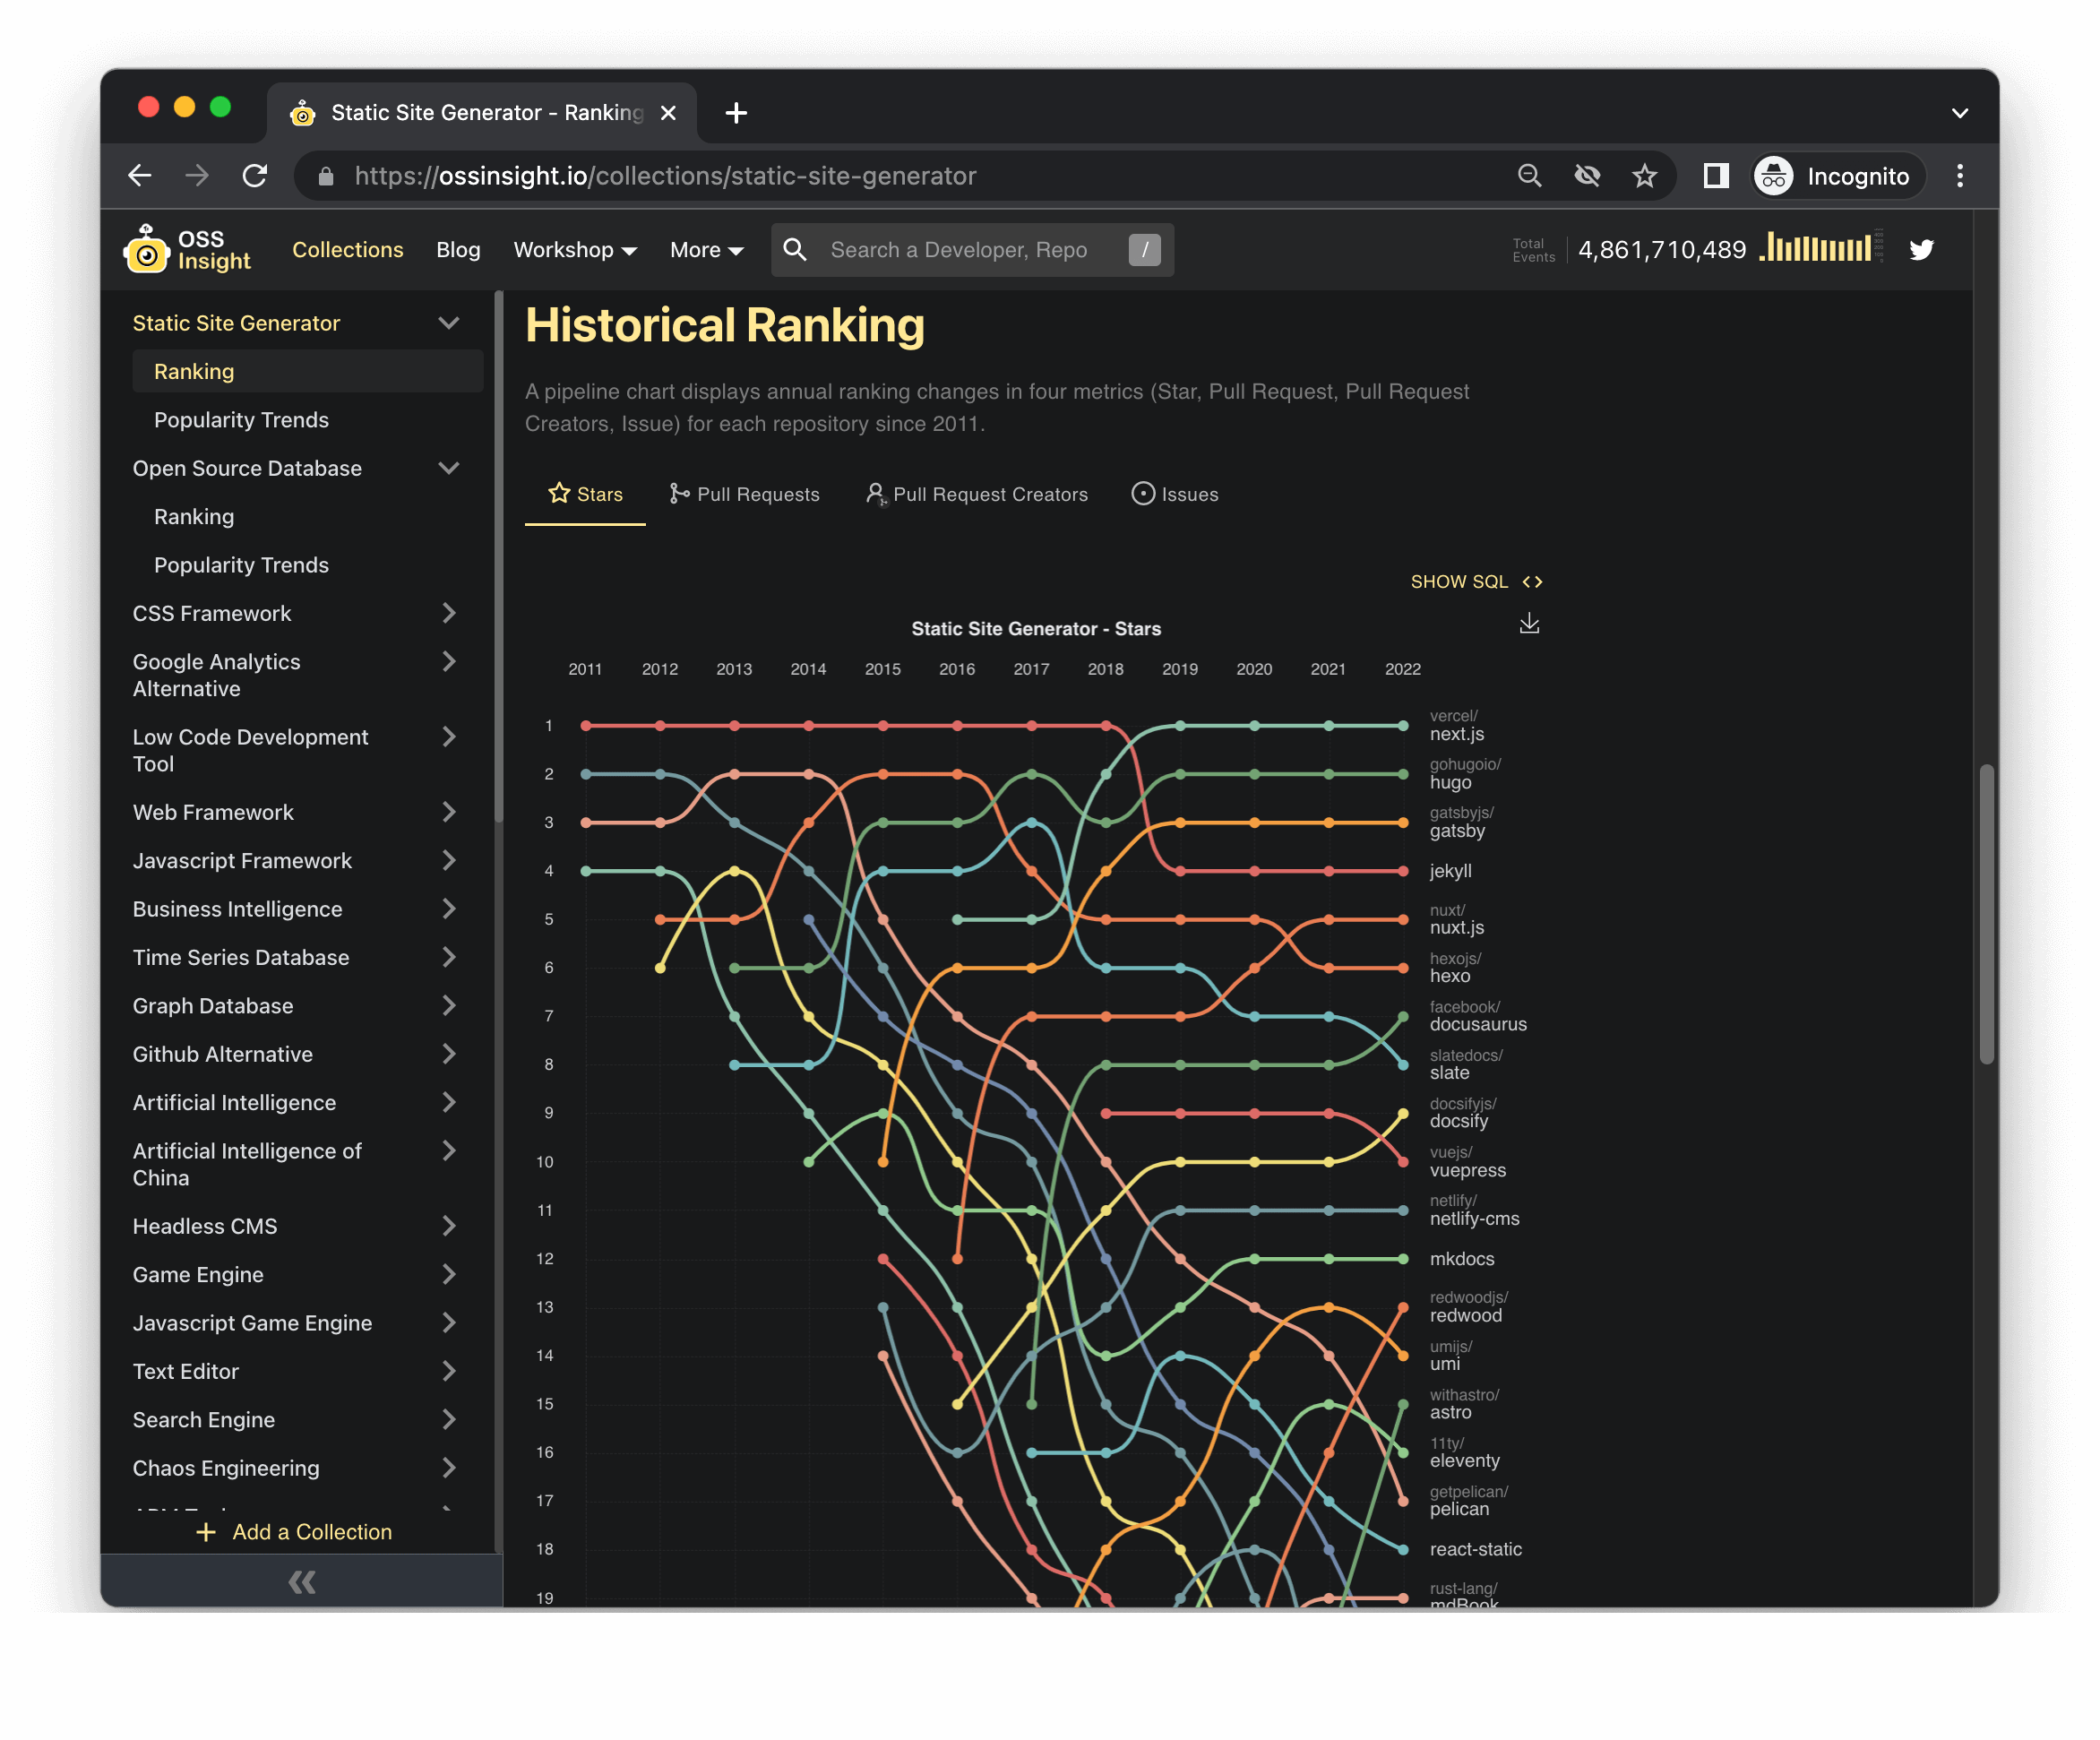 Static Site Generator - Ranking
https://ossinsight.io/collections/static-site-generator
Incognito
OSS
Insight
Collections
Blog
Workshop
More
Search a Developer, Repo
/
Total
Events
4,861,710,489
Static Site Generator
Ranking
Popularity Trends
Open Source Database
Ranking
Popularity Trends
CSS Framework
Google Analytics
Alternative
Low Code Development
Tool
Web Framework
Javascript Framework
Business Intelligence
Time Series Database
Graph Database
Github Alternative
Artificial Intelligence
Artificial Intelligence of
China
Headless CMS
Game Engine
Javascript Game Engine
Text Editor
Search Engine
Chaos Engineering
+ Add a Collection
Historical Ranking
A pipeline chart displays annual ranking changes in four metrics (Star, Pull Request, Pull Request
Creators, Issue) for each repository since 2011.
Stars
Pull Requests
Pull Request Creators
Issues
SHOW SQL <>
Static Site Generator - Stars
2011 2012 2013 2014 2015 2016 2017 2018 2019 2020 2021 2022
1
2
3
4
5
6
7
8
9
10
11
12
13
14
15
16
17
18
19
vercel/
next.js
gohugoio/
hugo
gatsbyjs/
gatsby
jekyll
nuxt/
nuxt.js
hexojs/
hexo
facebook/
docusaurus
slatedocs/
slate
docsifyjs/
docsify
vuejs/
vuepress
netlify/
netlify-cms
mkdocs
redwoodjs/
redwood
umijs/
umi
withastro/
astro
11ty/
eleventy
getpelican/
pelican
react-static
rust-lang/
mdBook